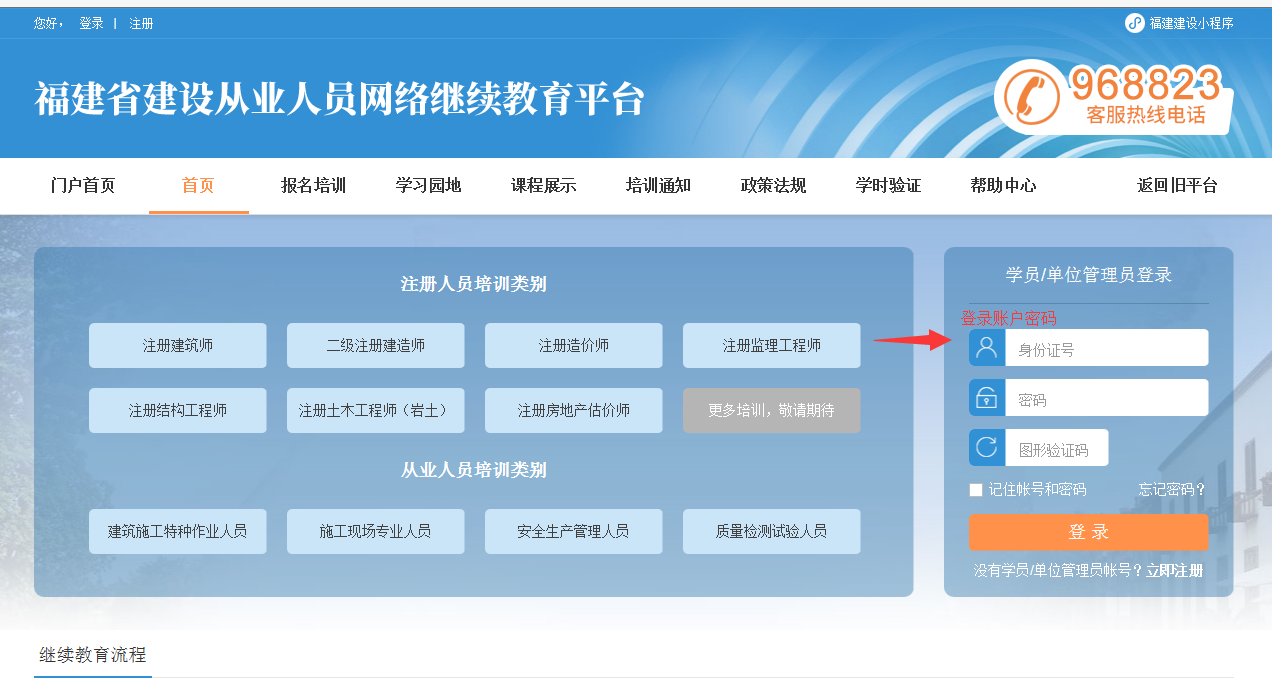 您好， 登录 | 注册
福建建设小程序
福建省建设从业人员网络继续教育平台
968823
客服热线电话
门户首页 首页 报名培训 学习园地 课程展示 培训通知 政策法规 学时验证 帮助中心 返回旧平台
注册人员培训类别
注册建筑师 二级注册建造师 注册造价师 注册监理工程师
注册结构工程师 注册土木工程师（岩土） 注册房地产估价师 更多培训，敬请期待
从业人员培训类别
建筑施工特种作业人员 施工现场专业人员 安全生产管理人员 质量检测试验人员
学员/单位管理员登录
登录账户密码
身份证号
密码
图形验证码
记住帐号和密码 忘记密码？
登 录
没有学员/单位管理员帐号？立即注册
继续教育流程